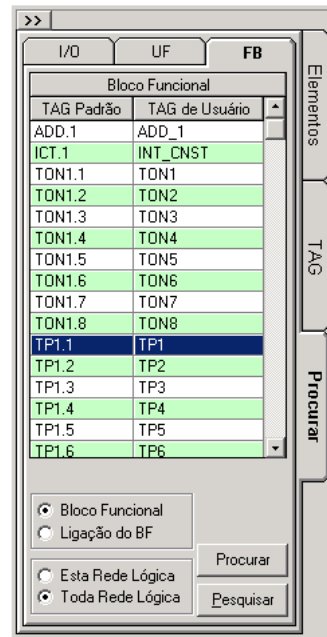 >>
I/O UF FB
Bloco Funcional
TAG Padrão TAG de Usuário
ADD.1 ADD_1
ICT.1 INT_CNST
TON1.1 TON1
TON1.2 TON2
TON1.3 TON3
TON1.4 TON4
TON1.5 TON5
TON1.6 TON6
TON1.7 TON7
TON1.8 TON8
TP1.1 TP1
TP1.2 TP2
TP1.3 TP3
TP1.4 TP4
TP1.5 TP5
TP1.6 TP6
Bloco Funcional
Ligação do BF
Esta Rede Lógica
Toda Rede Lógica
Procurar
Pesquisar
Elementos
TAG
Procurar